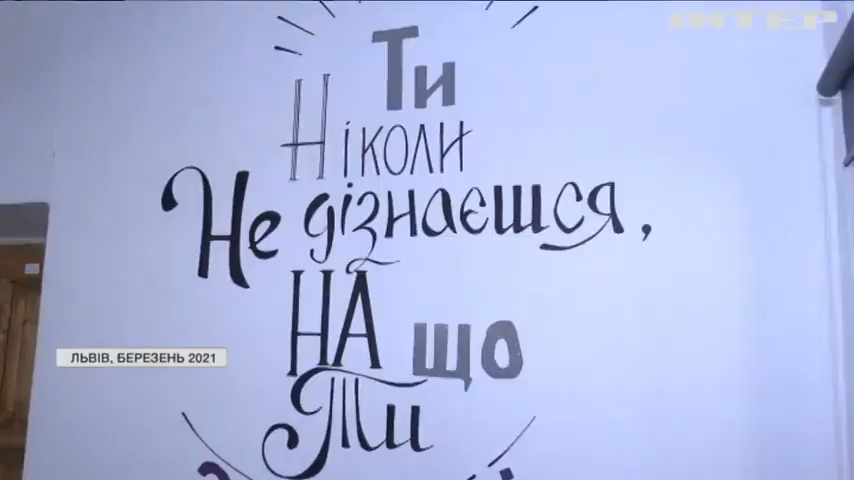 ІНТЕР
Ти
Ніколи
Не дізнаєшся,
НА що
Ти
ЛЬВІВ, БЕРЕЗЕНЬ 2021